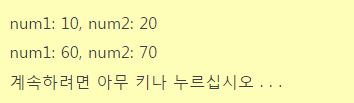 num1: 10, num2: 20
num1: 60, num2: 70
계속하려면 아무 키나 누르십시오 . . .